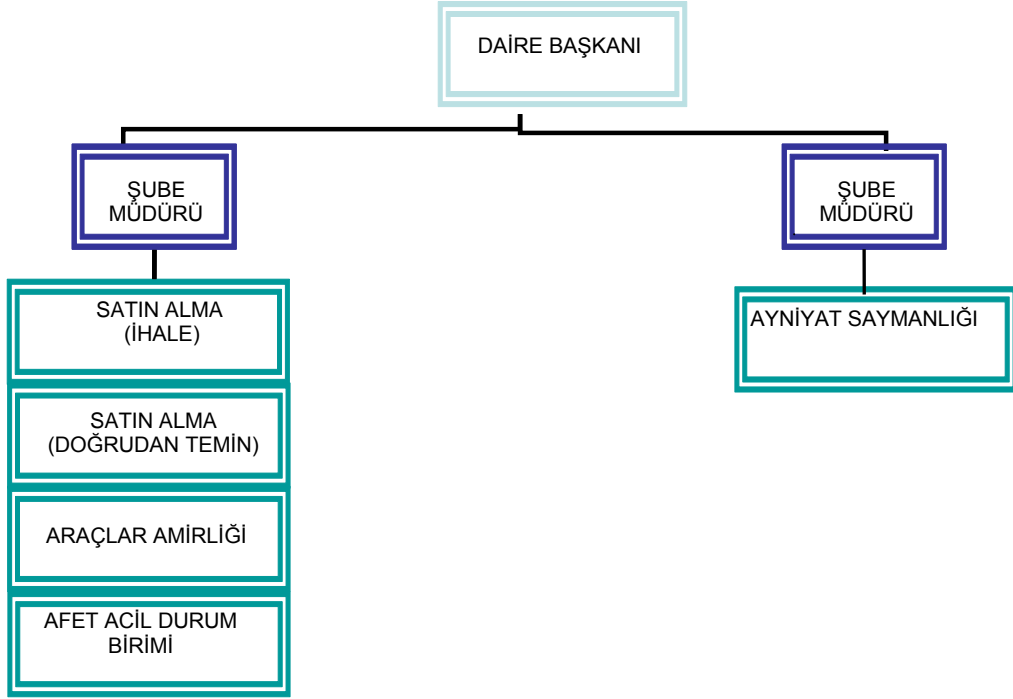 DAİRE BAŞKANI
ŞUBE
MÜDÜRÜ
ŞUBE
MÜDÜRÜ
SATIN ALMA
(İHALE)
AYNİYAT SAYMANLIĞI
SATIN ALMA
(DOĞRUDAN TEMİN)
ARAÇLAR AMİRLİĞİ
AFET ACİL DURUM
BİRİMİ